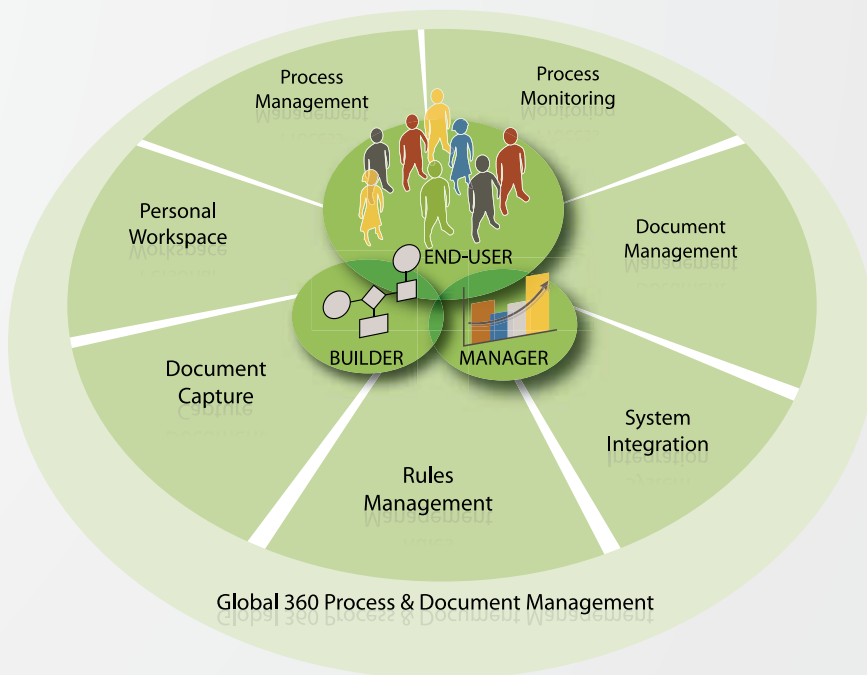 Process
Management
Process
Monitoring
Personal
Workspace
Document
Management
END-USER
BUILDER
MANAGER
Document
Capture
System
Integration
Rules
Management
Global 360 Process & Document Management